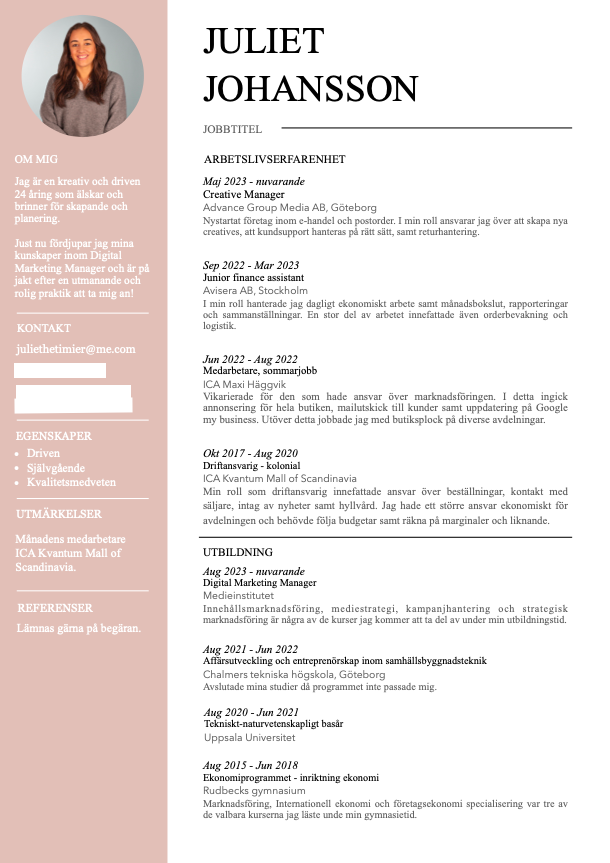 JULIET
JOHANSSON
JOBBTITEL
OM MIG
Jag är en kreativ och driven
24 åring som älskar och
brinner för skapande och
planering.
Just nu fördjupar jag mina
kunskaper inom Digital
Marketing Manager och är på
jakt efter en utmanande och
rolig praktik att ta mig an!
KONTAKT
juliethetimier@me.com
EGENSKAPER
• Driven
• Självgående
• Kvalitetsmedveten
UTMÄRKELSER
Månadens medarbetare
ICA Kvantum Mall of
Scandinavia.
REFERENSER
Lämnas gärna på begäran.
ARBETSLIVSERFARENHET
Maj 2023 - nuvarande
Creative Manager
Advance Group Media AB, Göteborg
Nystartat företag inom e-handel och postorder. I min roll ansvarar jag över att skapa nya
creatives, att kundsupport hanteras på rätt sätt, samt returhantering.
Sep 2022 - Mar 2023
Junior finance assistant
Avisera AB, Stockholm
I min roll hanterade jag dagligt ekonomiskt arbete samt månadsbokslut, rapporteringar
och sammanställningar. En stor del av arbetet innefattade även orderbevakning och
logistik.
Jun 2022 - Aug 2022
Medarbetare, sommarjobb
ICA Maxi Häggvik
Vikarierade för den som hade ansvar över marknadsföringen. I detta ingick
annonsering för hela butiken, mailutskick till kunder samt uppdatering på Google
my business. Utöver detta jobbade jag med butiksplock på diverse avdelningar.
Okt 2017 - Aug 2020
Driftansvarig - kolonial
ICA Kvantum Mall of Scandinavia
Min roll som driftansvarig innefattade ansvar över beställningar, kontakt med
säljare, intag av nyheter samt hyllvård. Jag hade ett större ansvar ekonomiskt för
avdelningen och behövde följa budgetar samt räkna på marginaler och liknande.
UTBILDNING
Aug 2023 - nuvarande
Digital Marketing Manager
Medieinstitutet
Innehållsmarknadsföring, mediestrategi, kampanjhantering och strategisk
marknadsföring är några av de kurser jag kommer att ta del av under min utbildningstid.
Aug 2021 - Jun 2022
Affärsutveckling och entreprenörskap inom samhällsbyggnadsteknik
Chalmers tekniska högskola, Göteborg
Avslutade mina studier då programmet inte passade mig.
Aug 2020 - Jun 2021
Tekniskt-naturvetenskapligt basår
Uppsala Universitet
Aug 2015 - Jun 2018
Ekonomiprogrammet - inriktning ekonomi
Rudbecks gymnasium
Marknadsföring, Internationell ekonomi och företagsekonomi specialisering var tre av
de valbara kurserna jag läste under min gymnasietid.